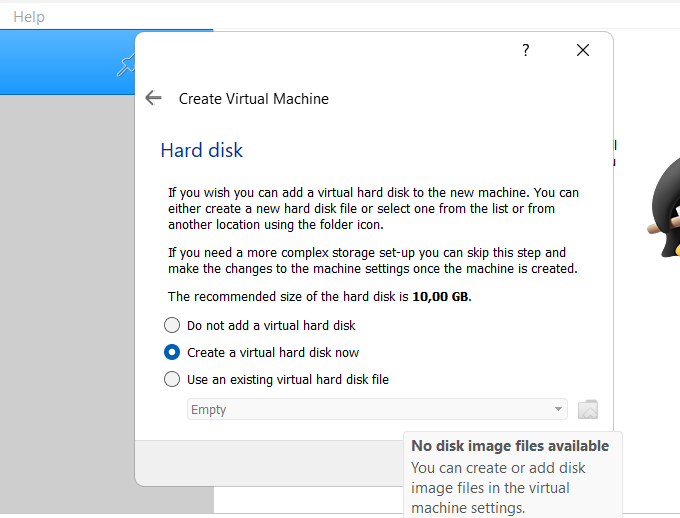 Help
?
Create Virtual Machine
Hard disk
If you wish you can add a virtual hard disk to the new machine. You can
either create a new hard disk file or select one from the list or from
another location using the folder icon.
If you need a more complex storage set-up you can skip this step and
make the changes to the machine settings once the machine is created.
The recommended size of the hard disk is 10,00 GB.
Do not add a virtual hard disk
Create a virtual hard disk now
Use an existing virtual hard disk file
Empty
No disk image files available
You can create or add disk
image files in the virtual
machine settings.